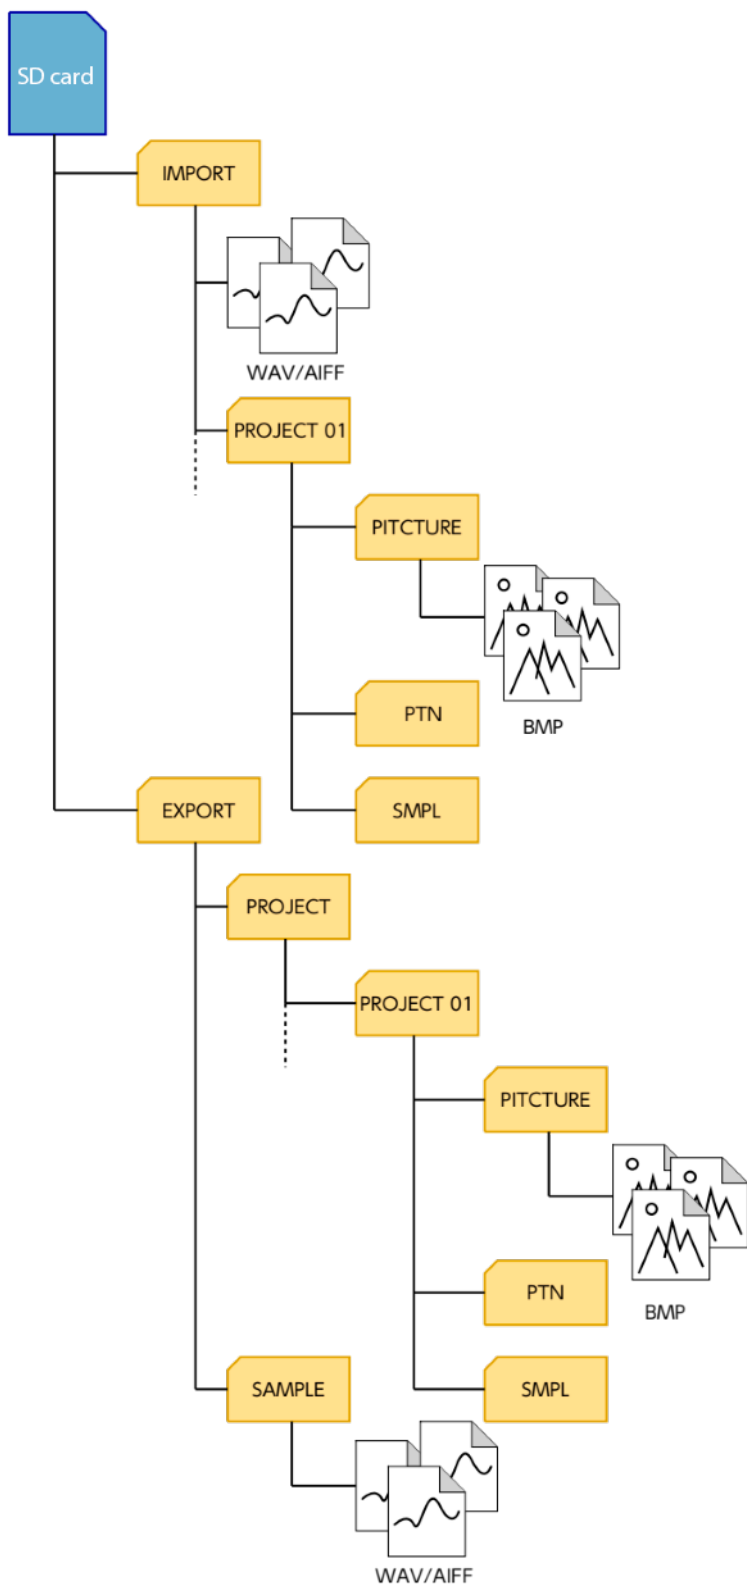 SD card
IMPORT
WAV/AIFF
PROJECT 01
PITCTURE
BMP
PTN
SMPL
EXPORT
PROJECT
PROJECT 01
PITCTURE
BMP
PTN
SMPL
SAMPLE
WAV/AIFF